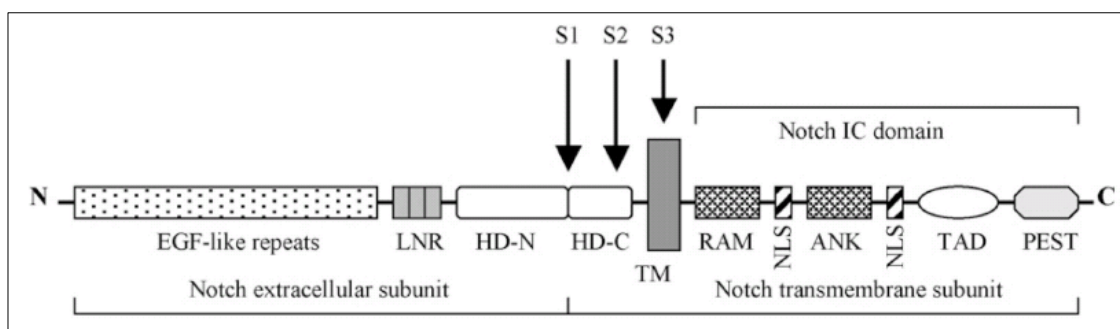 S1 S2 S3
Notch IC domain
N C
EGF-like repeats LNR HD-N HD-C RAM NLS ANK NLS TAD PEST
TM
Notch extracellular subunit Notch transmembrane subunit